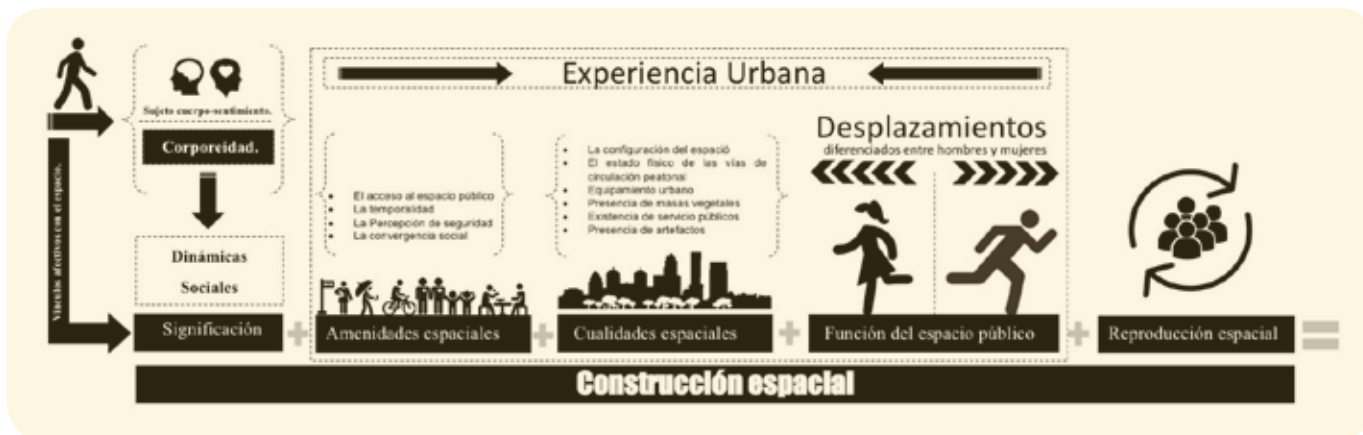 Vínculos afectivos con el espacio.
Sujeto cuerpo-sentimiento.
Corporeidad.
Dinámicas
Sociales
Significación
+
Experiencia Urbana
• El acceso al espacio público
• La temporalidad
• La Percepción de seguridad
• La convergencia social
Amenidades espaciales
+
• La configuración del espació
• El estado físico de las vías de
circulación peatonal
• Equipamiento urbano
• Presencia de masas vegetales
• Existencia de servicio públicos
• Presencia de artefactos
Cualidades espaciales
+
Desplazamientos
diferenciados entre hombres y mujeres
Función del espacio público
+
Reproducción espacial
=
Construcción espacial